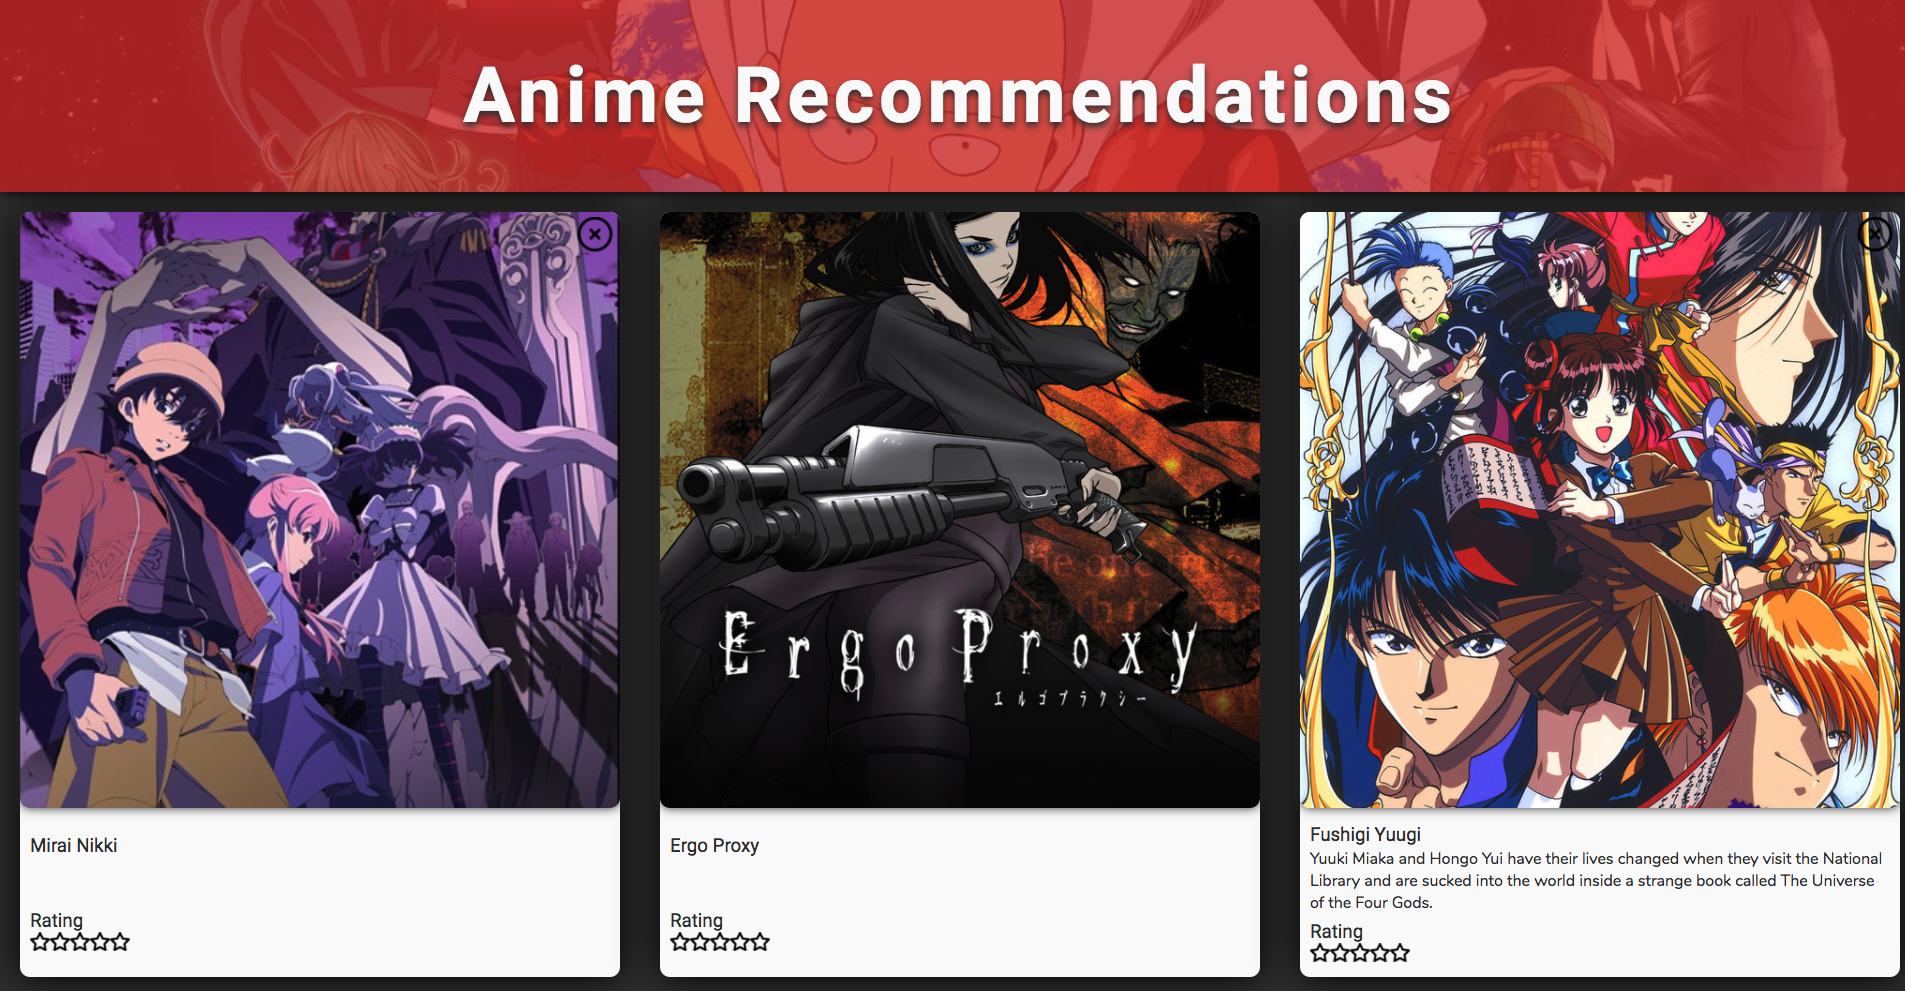 Anime Recommendations
Ergo Proxy
エルゴプラクシー
Mirai Nikki
Rating
Ergo Proxy
Rating
Fushigi Yuugi
Yuuki Miaka and Hongo Yui have their lives changed when they visit the National
Library and are sucked into the world inside a strange book called The Universe
of the Four Gods.
Rating